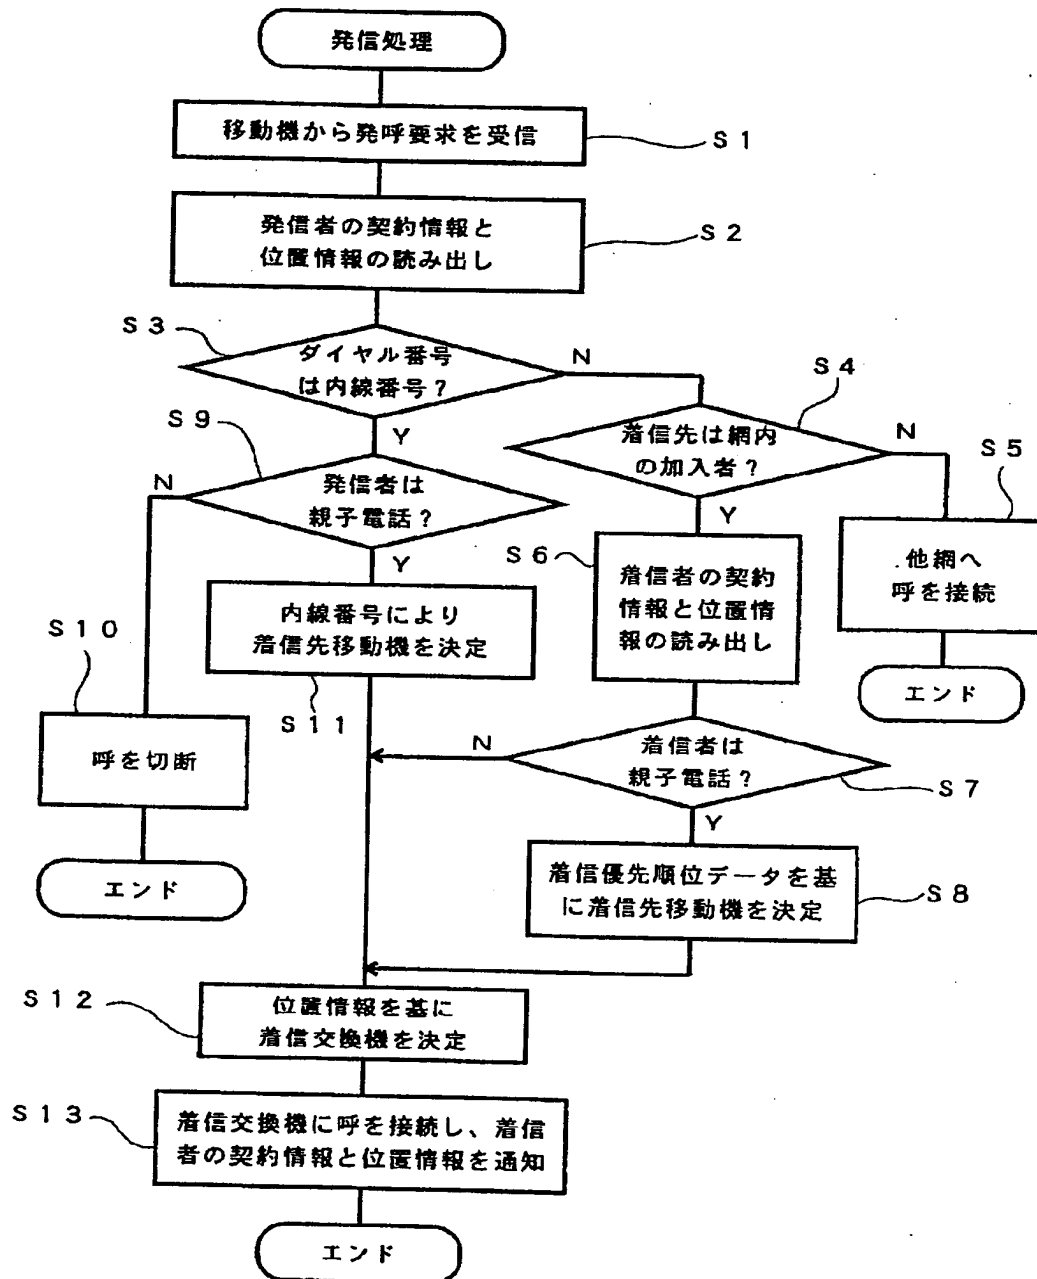 発信処理
移動機から発呼要求を受信
S1
発信者の契約情報と
位置情報の読み出し
S2
S3
ダイヤル番号
は内線番号?
N
Y
S4
着信先は網内
の加入者?
N
Y
S5
.他網へ
呼を接続
エンド
S9
発信者は
親子電話?
N
Y
S6
着信者の契約
情報と位置情
報の読み出し
S10
呼を切断
エンド
内線番号により
着信先移動機を決定
S11
着信者は
親子電話?
N
Y
S7
着信優先順位データを基
に着信先移動機を決定
S8
S12
位置情報を基に
着信交換機を決定
S13
着信交換機に呼を接続し、着信
者の契約情報と位置情報を通知
エンド